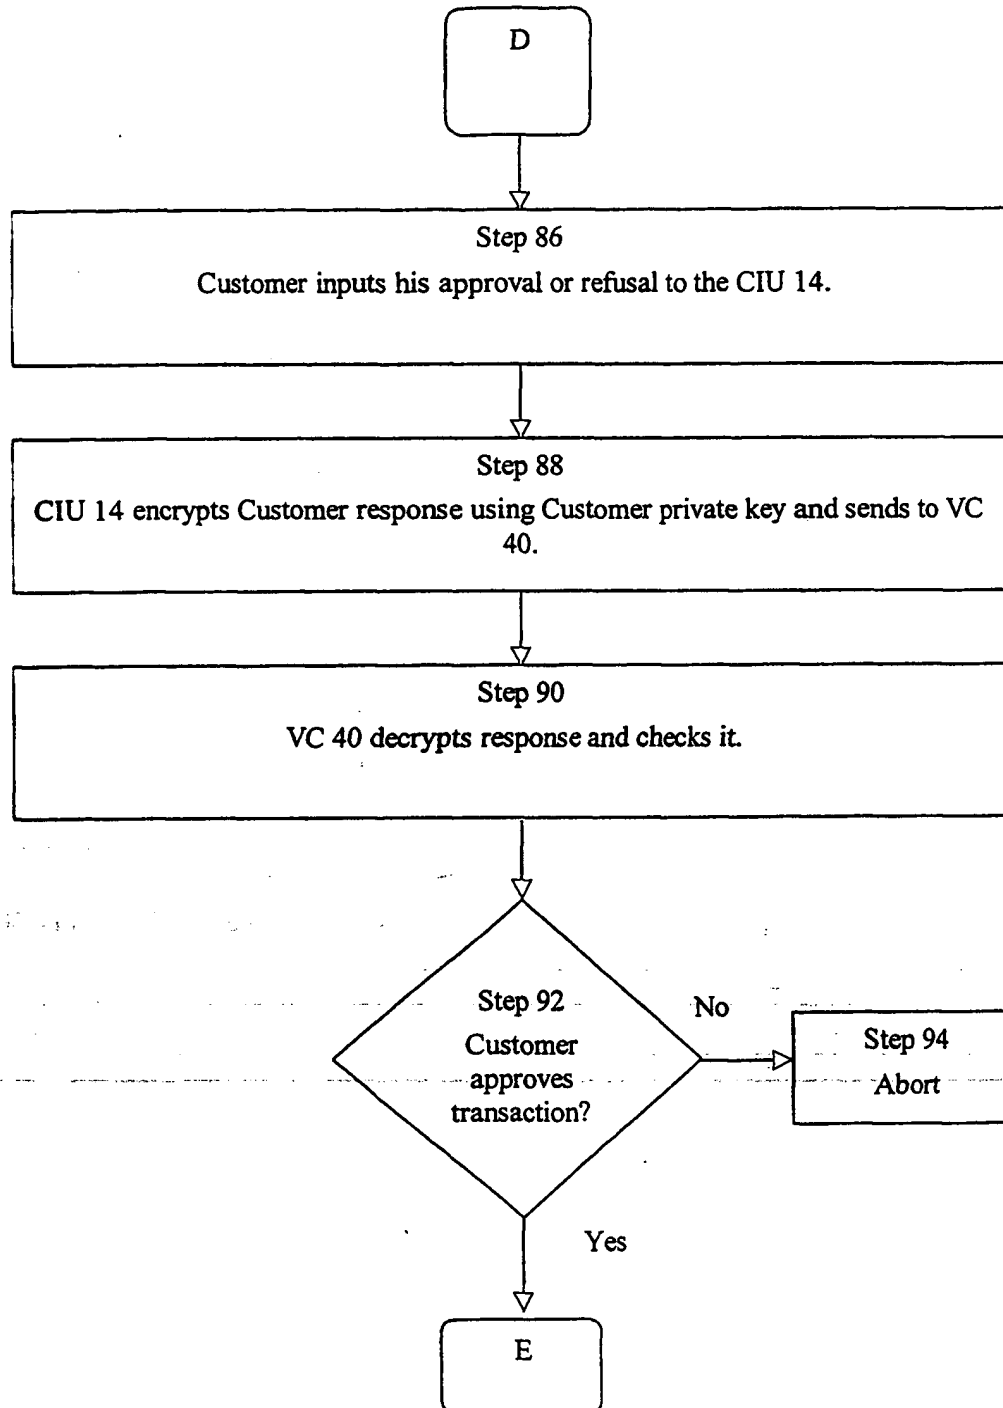 D
Step 86
Customer inputs his approval or refusal to the CIU 14.
Step 88
CIU 14 encrypts Customer response using Customer private key and sends to VC
40.
Step 90
VC 40 decrypts response and checks it.
Step 92
Customer
approves
transaction?
No
Step 94
Abort
Yes
E